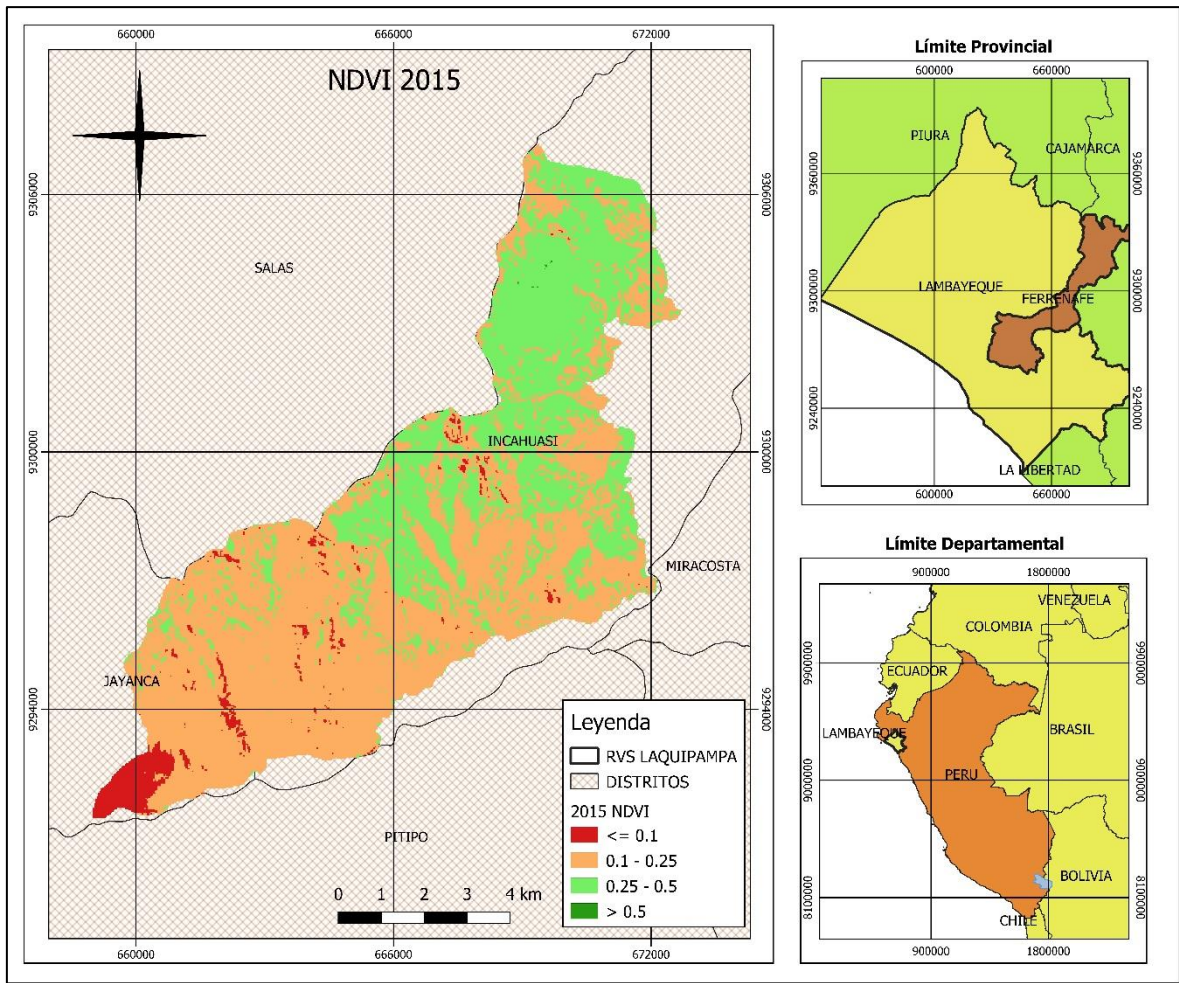 660000 666000 672000
NDVI 2015
9306000 9306000
SALAS
INCAHUASI
9300000 9300000
MIRACOSTA
JAYANCA
9294000 9294000
PITIPO
Leyenda
RVS LAQUIPAMPA
DISTRITOS
2015 NDVI
<= 0.1
0.1 - 0.25
0.25 - 0.5
> 0.5
0 1 2 3 4 km
660000 666000 672000
Límite Provincial
600000 660000
PIURA
CAJAMARCA
9360000 9360000
LAMBAYEQUE
FERREÑAFE
9300000 9300000
9240000 9240000
LA LIBERTAD
600000 660000
Límite Departamental
900000 1800000
VENEZUELA
COLOMBIA
ECUADOR
9900000 9900000
LAMBAYEQUE
BRASIL
PERU
9000000 9000000
BOLIVIA
8100000 8100000
CHILE
900000 1800000